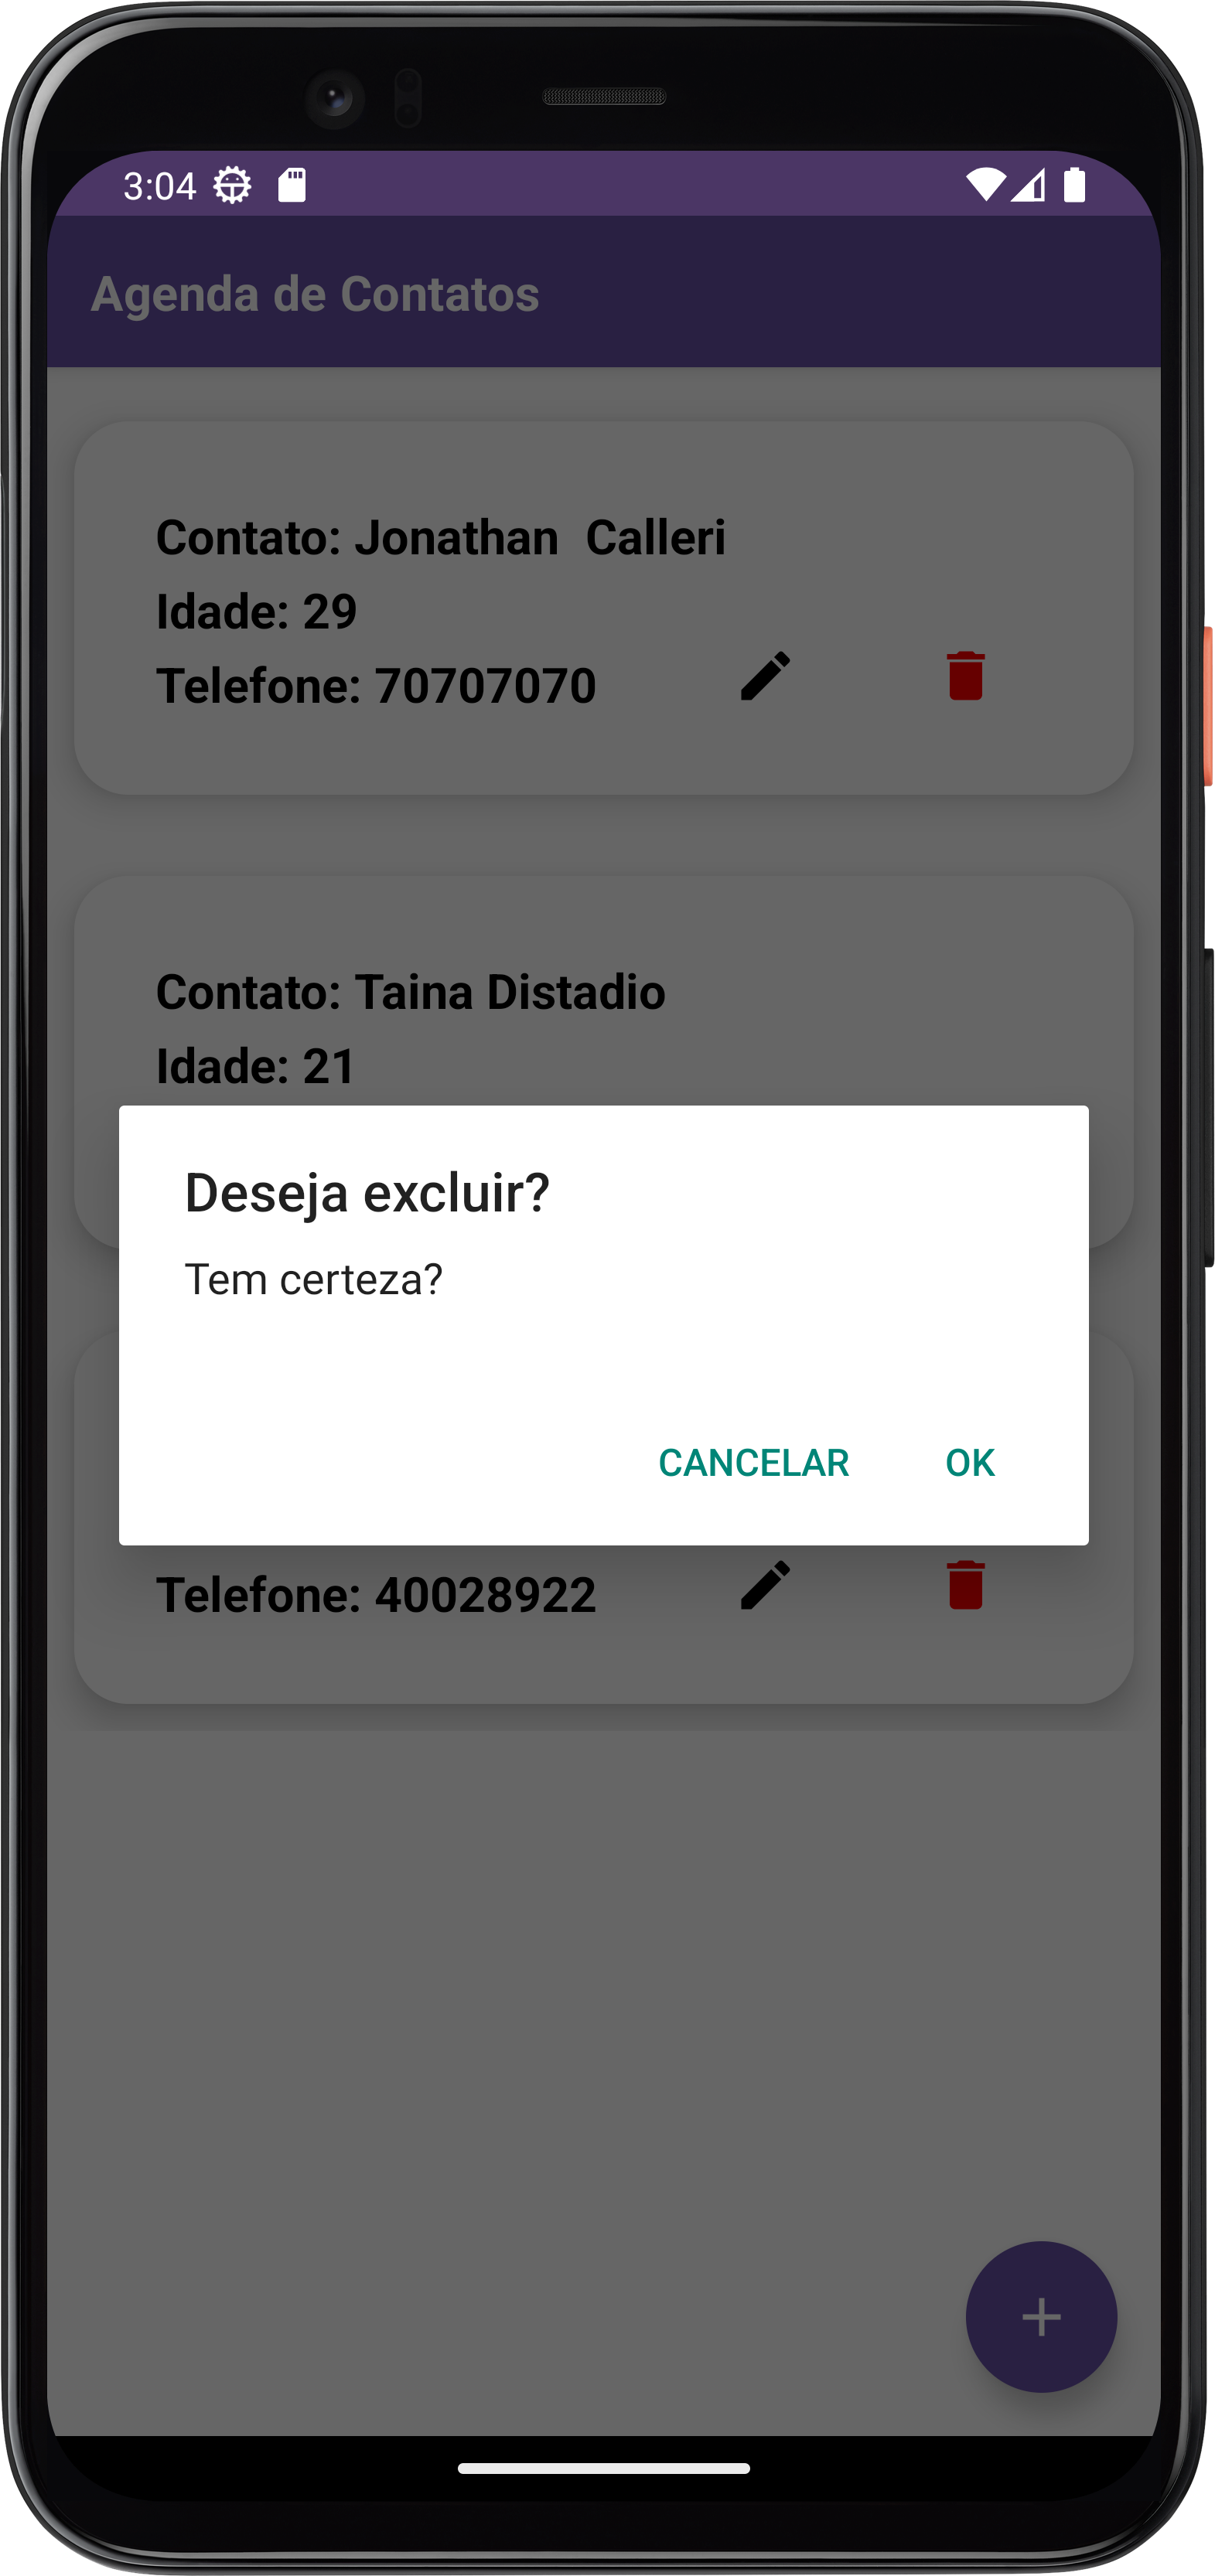 3:04
Agenda de Contatos
Contato: Jonathan  Calleri
Idade: 29
Telefone: 70707070
Contato: Taina Distadio
Idade: 21
Deseja excluir?
Tem certeza?
CANCELAR OK
Telefone: 40028922
+